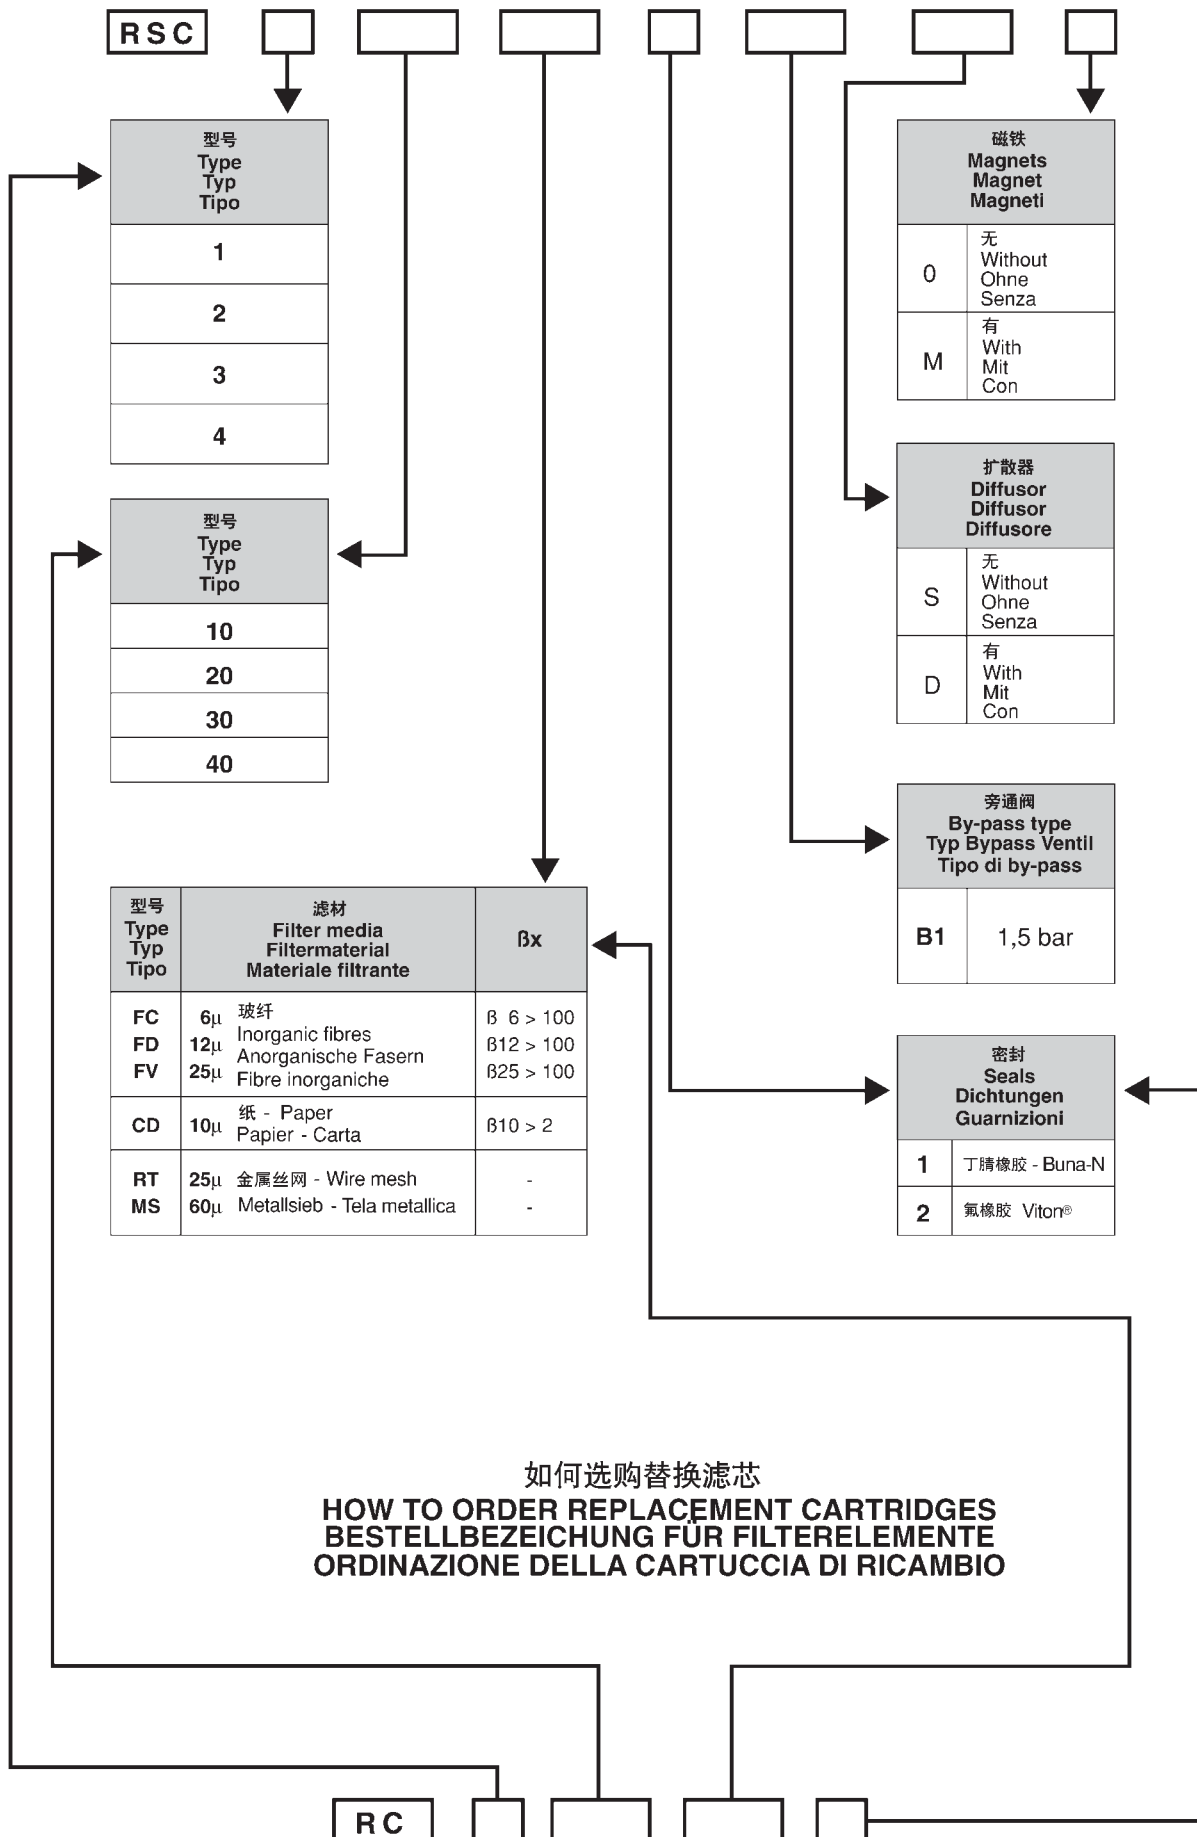 RSC
型号
Type
Typ
Tipo
1
2
3
4
型号
Type
Typ
Tipo
10
20
30
40
型号
Type
Typ
Tipo
滤材
Filter media
Filtermaterial
Materiale filtrante
ßx
FC 6µ 玻纤 ß 6 > 100
Inorganic fibres
FD 12µ ß12 > 100
Anorganische Fasern
FV 25µ Fibre inorganiche ß25 > 100
CD 10µ 纸 - Paper ß10 > 2
Papier - Carta
RT 25µ 金属丝网 - Wire mesh -
MS 60µ Metallsieb - Tela metallica -
磁铁
Magnets
Magnet
Magneti
0
无
Without
Ohne
Senza
M
有
With
Mit
Con
扩散器
Diffusor
Diffusor
Diffusore
S
无
Without
Ohne
Senza
D
有
With
Mit
Con
旁通阀
By-pass type
Typ Bypass Ventil
Tipo di by-pass
B1 1,5 bar
密封
Seals
Dichtungen
Guarnizioni
1 丁腈橡胶 - Buna-N
2 氟橡胶 Viton®
如何选购替换滤芯
HOW TO ORDER REPLACEMENT CARTRIDGES
BESTELLBEZEICHUNG FÜR FILTERELEMENTE
ORDINAZIONE DELLA CARTUCCIA DI RICAMBIO
RC